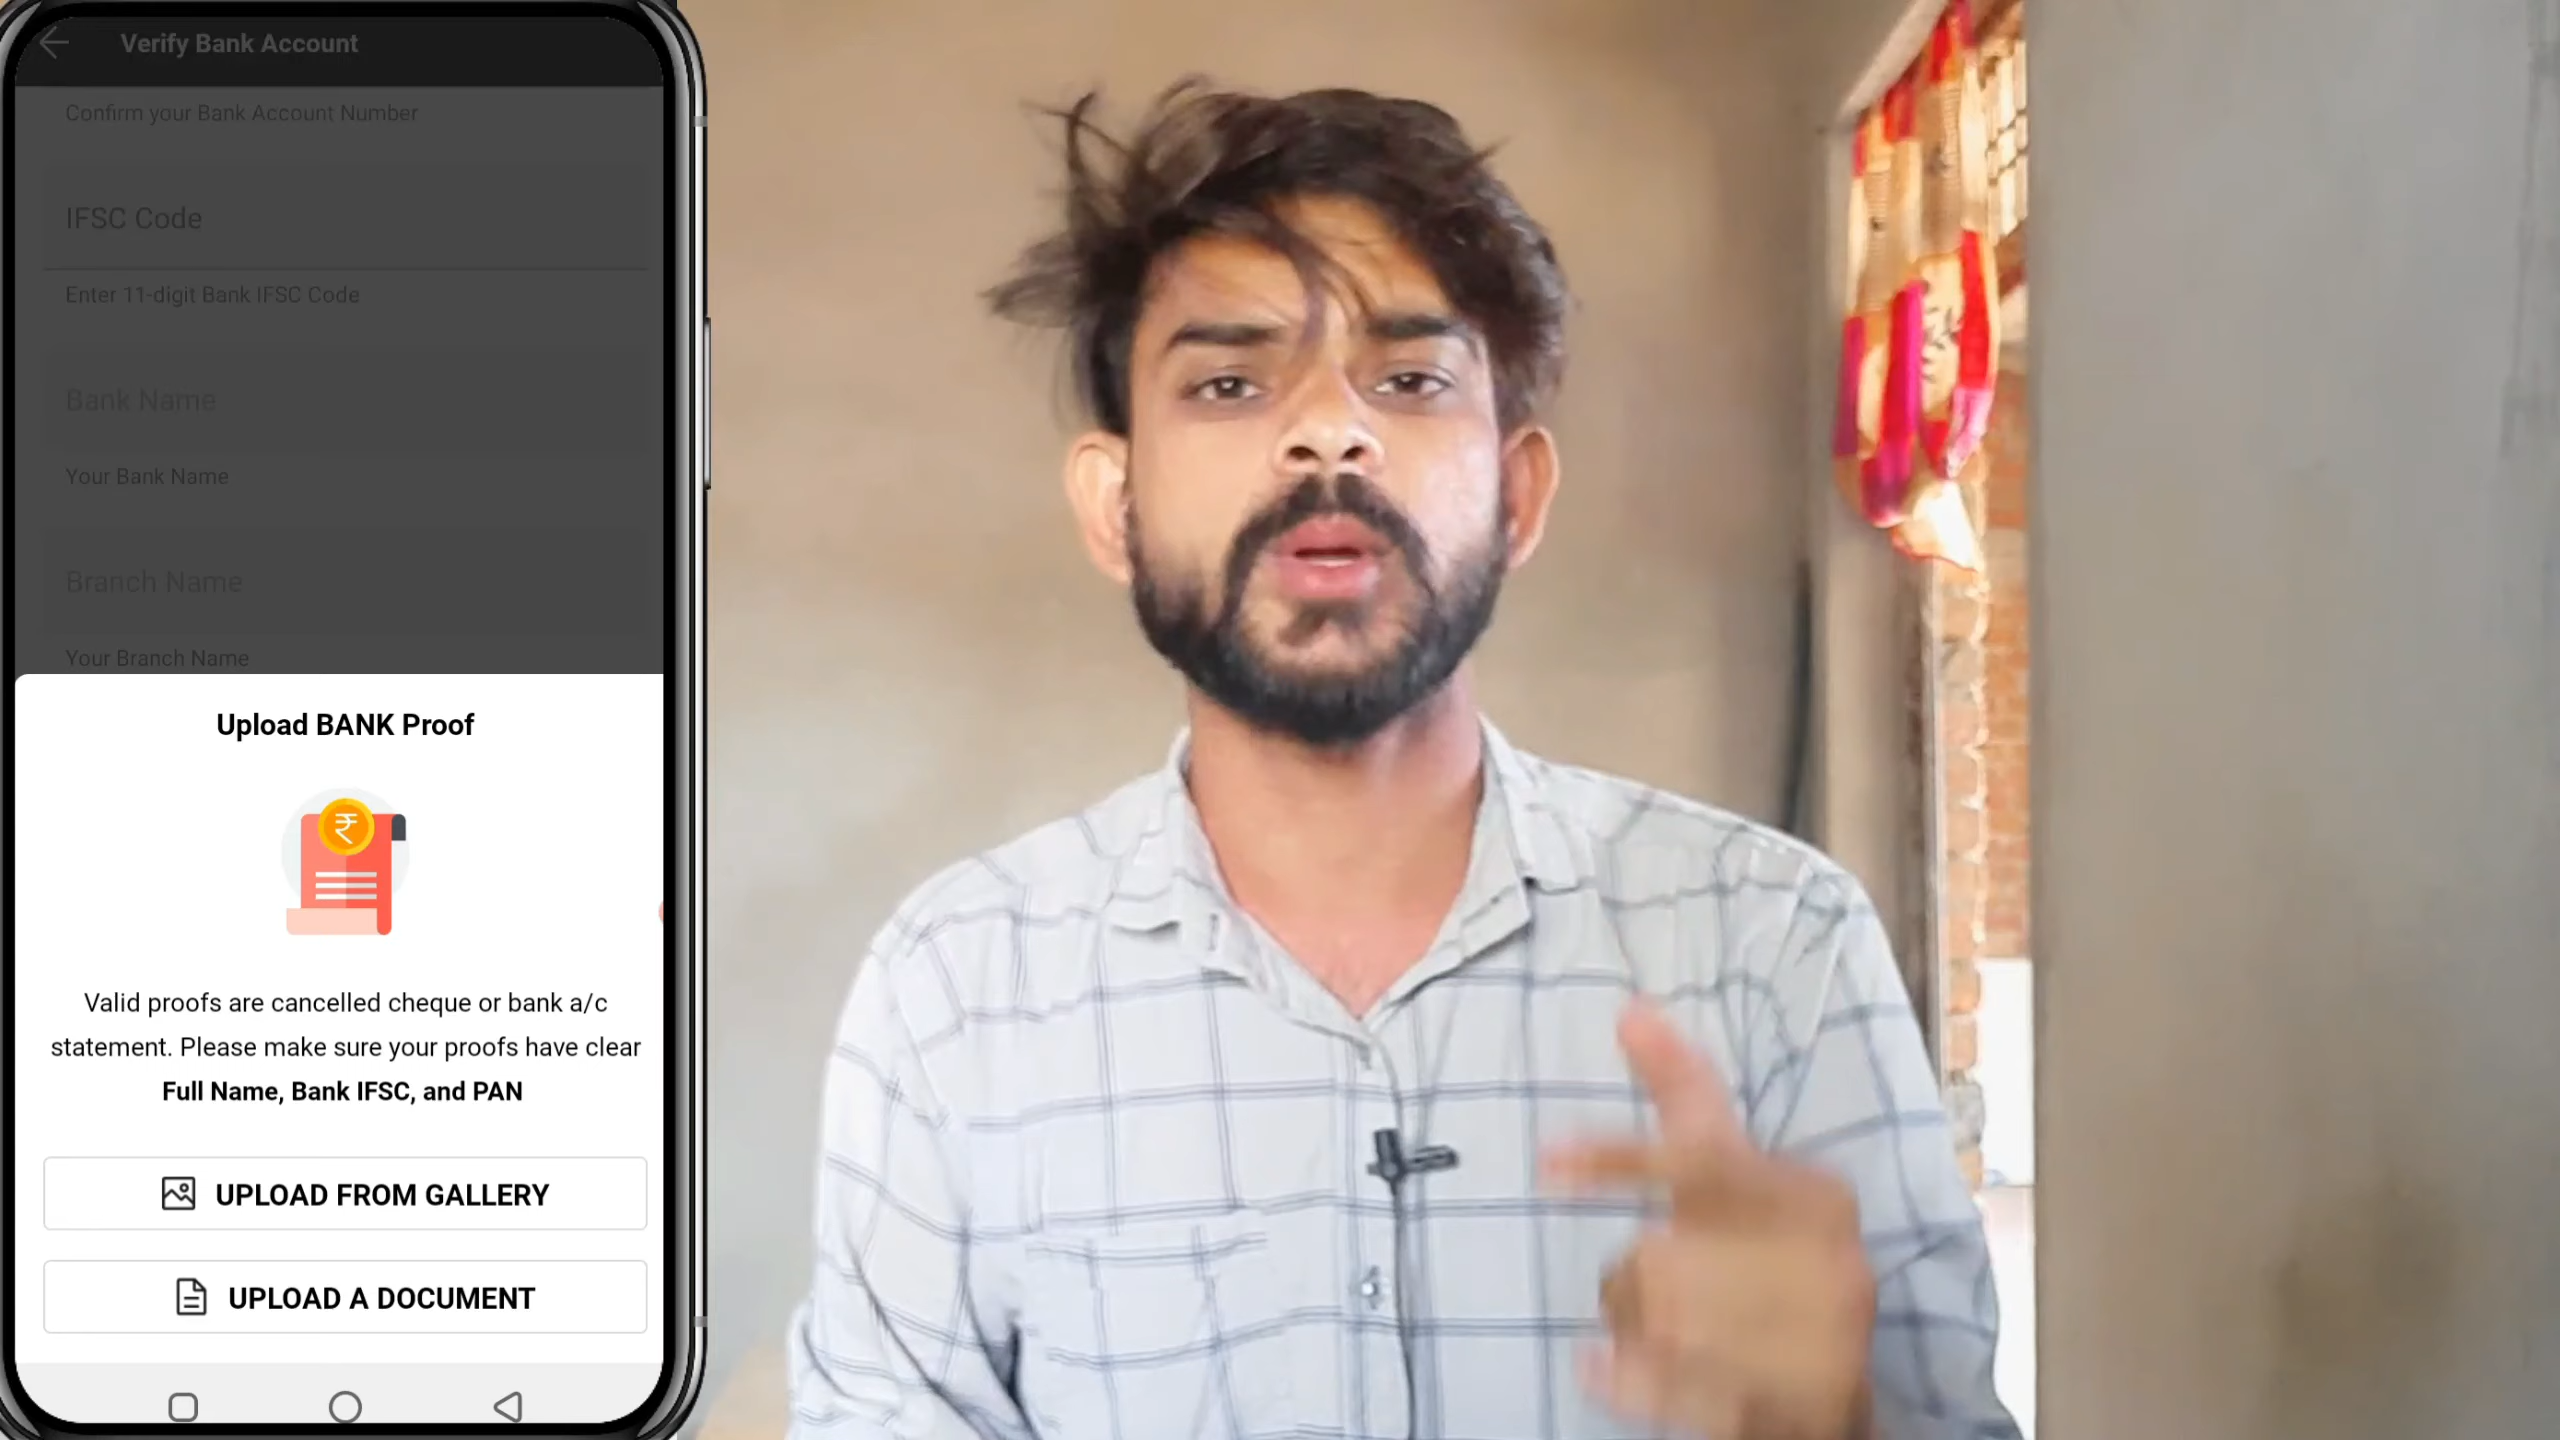 Verify Bank Account
Confirm your Bank Account Number
IFSC Code
Enter 11-digit Bank IFSC Code
Bank Name
Your Bank Name
Branch Name
Your Branch Name
Upload BANK Proof
₹
Valid proofs are cancelled cheque or bank a/c
statement. Please make sure your proofs have clear
Full Name, Bank IFSC, and PAN
UPLOAD FROM GALLERY
UPLOAD A DOCUMENT